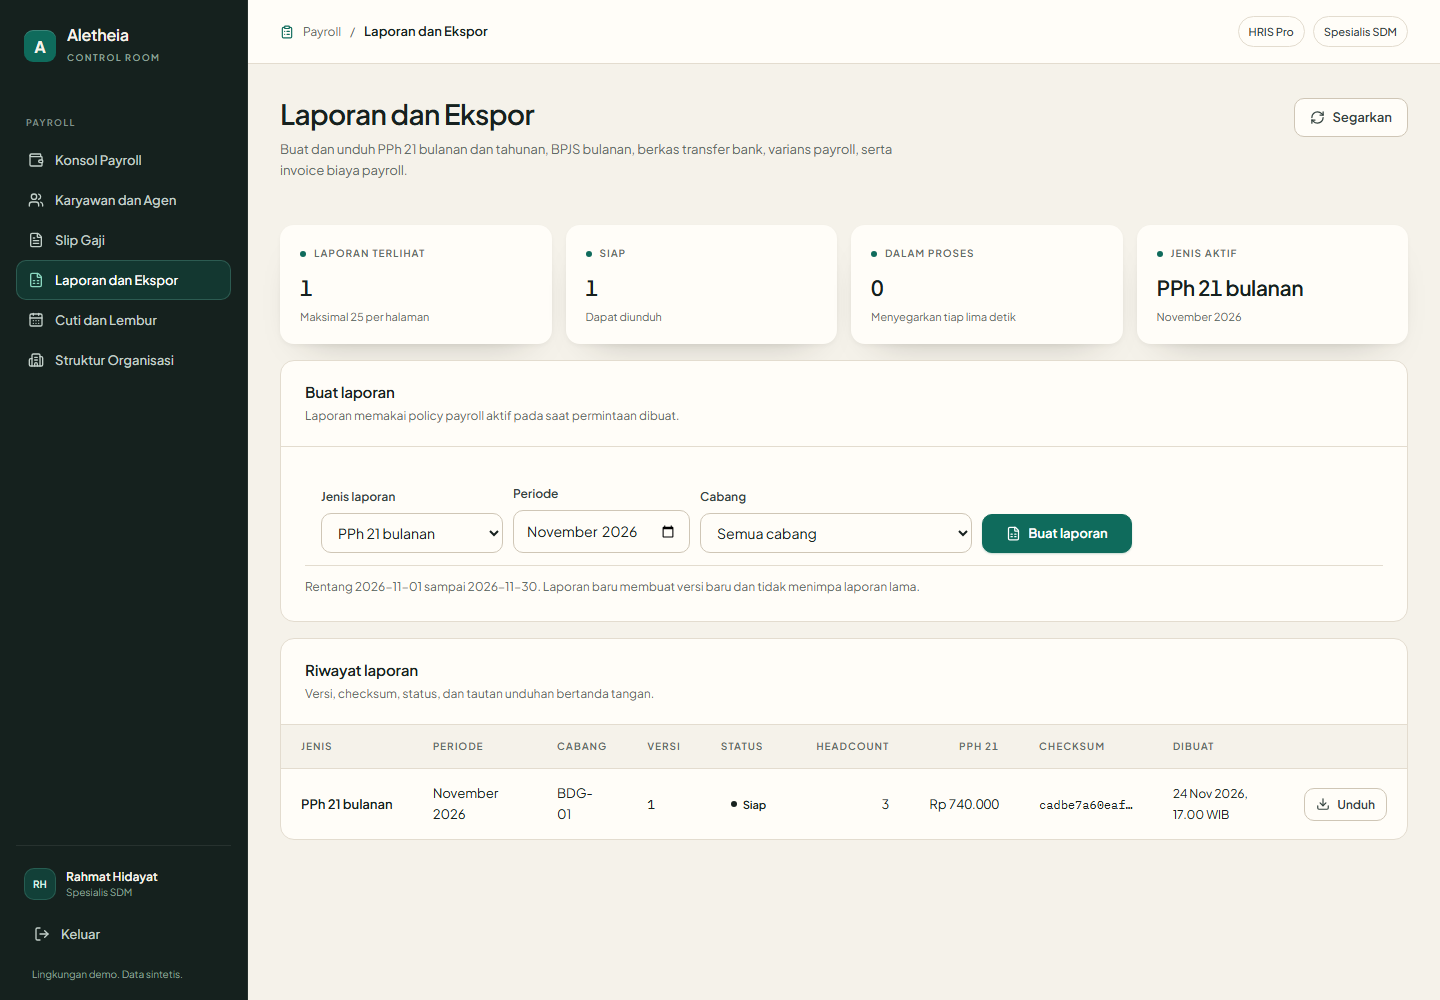 A
Aletheia
CONTROL ROOM
PAYROLL
Konsol Payroll
Karyawan dan Agen
Slip Gaji
Laporan dan Ekspor
Cuti dan Lembur
Struktur Organisasi
RH
Rahmat Hidayat
Spesialis SDM
Keluar
Lingkungan demo. Data sintetis.
Payroll / Laporan dan Ekspor
HRIS Pro
Spesialis SDM
Laporan dan Ekspor
Segarkan
Buat dan unduh PPh 21 bulanan dan tahunan, BPJS bulanan, berkas transfer bank, varians payroll, serta
invoice biaya payroll.
LAPORAN TERLIHAT
1
Maksimal 25 per halaman
SIAP
1
Dapat diunduh
DALAM PROSES
0
Menyegarkan tiap lima detik
JENIS AKTIF
PPh 21 bulanan
November 2026
Buat laporan
Laporan memakai policy payroll aktif pada saat permintaan dibuat.
Jenis laporan
PPh 21 bulanan
Periode
November 2026
Cabang
Semua cabang
Buat laporan
Rentang 2026-11-01 sampai 2026-11-30. Laporan baru membuat versi baru dan tidak menimpa laporan lama.
Riwayat laporan
Versi, checksum, status, dan tautan unduhan bertanda tangan.
JENIS PERIODE CABANG VERSI STATUS HEADCOUNT PPH 21 CHECKSUM DIBUAT
PPh 21 bulanan November 2026 BDG-01 1 Siap 3 Rp 740.000 cadbe7a60eaf… 24 Nov 2026, 17.00 WIB Unduh